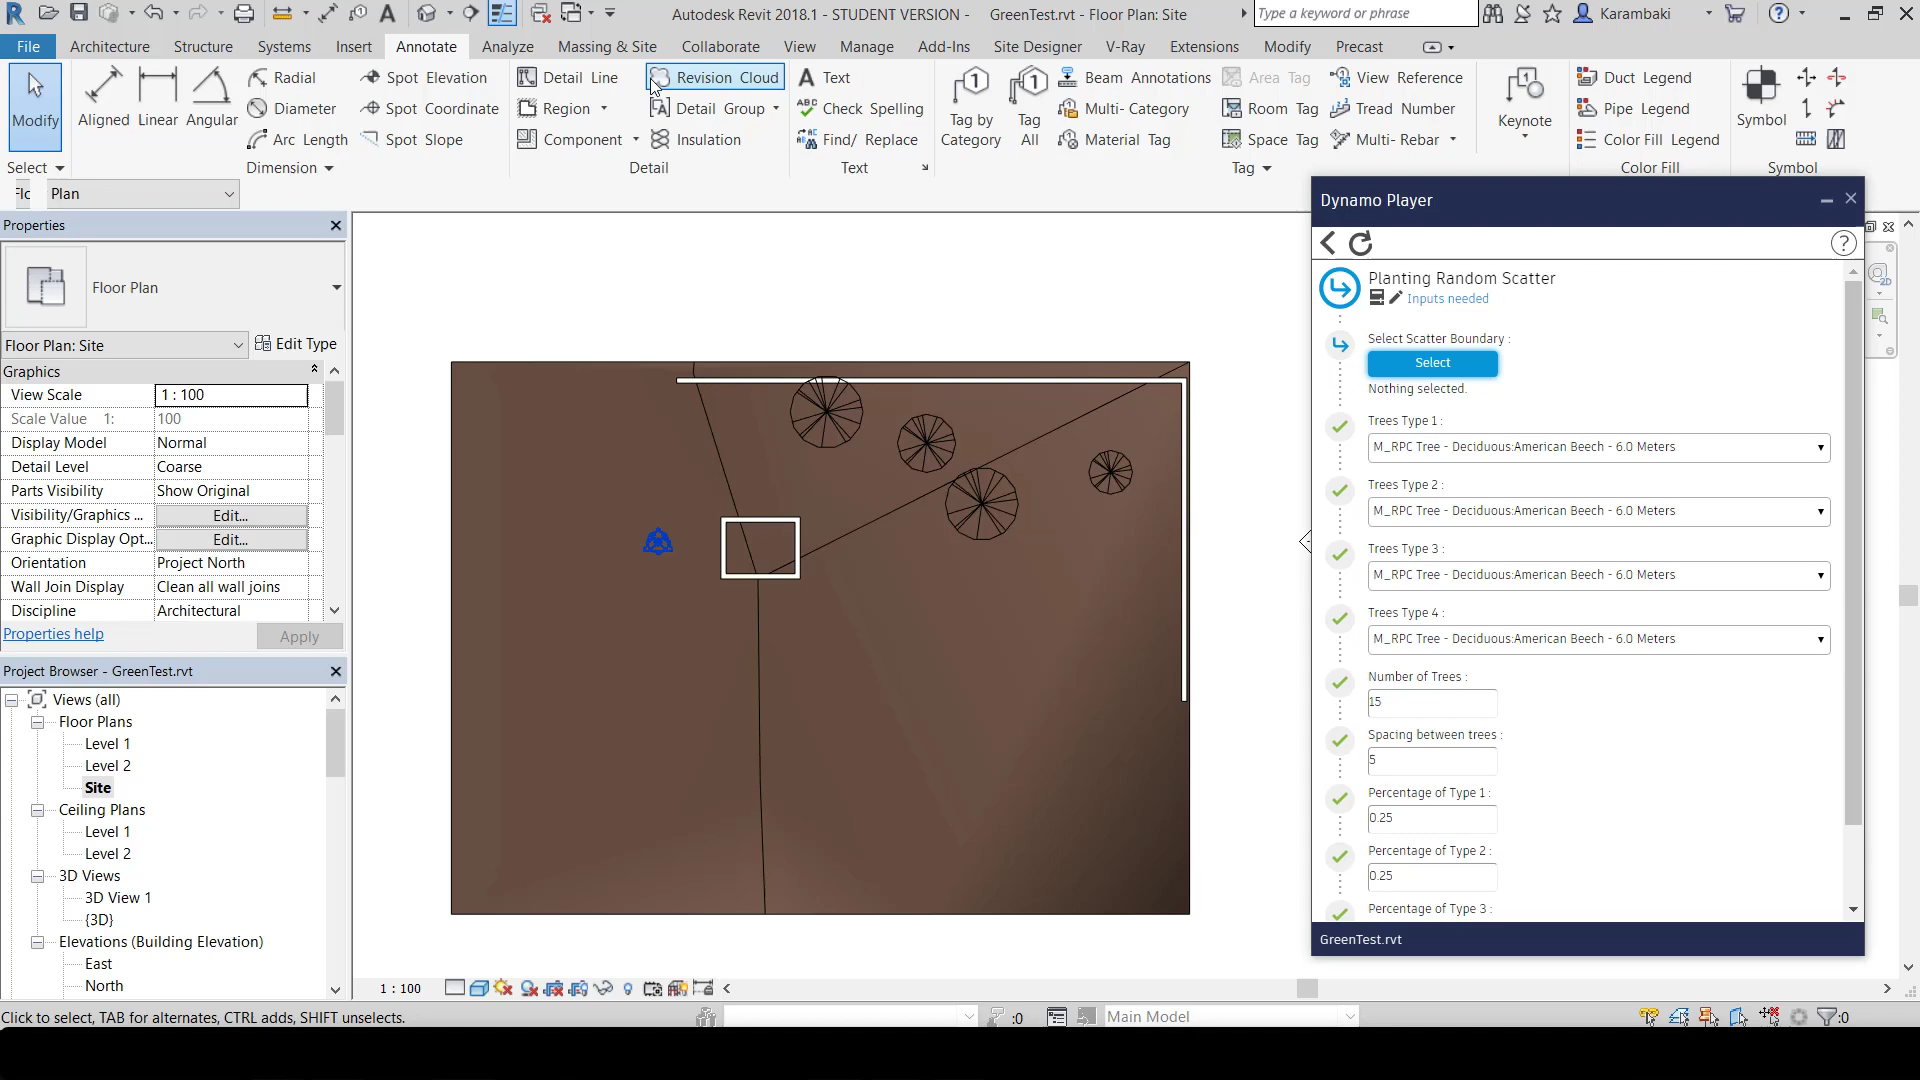 Autodesk Revit 2018.1 - STUDENT VERSION - GreenTest.rvt - Floor Plan: Site
Type a keyword or phrase
Karambaki
File Architecture Structure Systems Insert Annotate Analyze Massing & Site Collaborate View Manage Add-Ins Site Designer V-Ray Extensions Modify Precast
Modify
Aligned Linear Angular
Radial
Diameter
Arc Length
Spot Elevation
Spot Coordinate
Spot Slope
Detail Line
Region
Component
Revision Cloud
Detail Group
Insulation
Text
Check Spelling
Find/ Replace
Tag by Category
Tag All
Beam Annotations
Multi- Category
Material Tag
Area Tag
Room Tag
Space Tag
View Reference
Tread Number
Multi- Rebar
Keynote
Duct Legend
Pipe Legend
Color Fill Legend
Symbol
Select Dimension Detail Text Tag Color Fill Symbol
Plan
Properties
Floor Plan
Floor Plan: Site Edit Type
Graphics
View Scale 1 : 100
Scale Value 1: 100
Display Model Normal
Detail Level Coarse
Parts Visibility Show Original
Visibility/Graphics ... Edit...
Graphic Display Opt... Edit...
Orientation Project North
Wall Join Display Clean all wall joins
Discipline Architectural
Properties help Apply
Project Browser - GreenTest.rvt
Views (all)
Floor Plans
Level 1
Level 2
Site
Ceiling Plans
Level 1
Level 2
3D Views
3D View 1
{3D}
Elevations (Building Elevation)
East
North
Dynamo Player
Planting Random Scatter
Inputs needed
Select Scatter Boundary :
Select
Nothing selected.
Trees Type 1 :
M_RPC Tree - Deciduous:American Beech - 6.0 Meters
Trees Type 2 :
M_RPC Tree - Deciduous:American Beech - 6.0 Meters
Trees Type 3 :
M_RPC Tree - Deciduous:American Beech - 6.0 Meters
Trees Type 4 :
M_RPC Tree - Deciduous:American Beech - 6.0 Meters
Number of Trees :
15
Spacing between trees :
5
Percentage of Type 1 :
0.25
Percentage of Type 2 :
0.25
Percentage of Type 3 :
GreenTest.rvt
1 : 100
Click to select, TAB for alternates, CTRL adds, SHIFT unselects.
:0
Main Model
:0